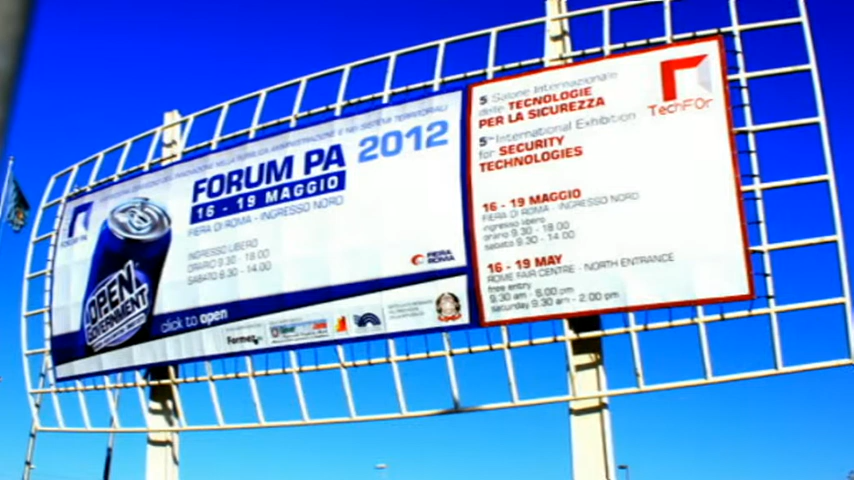 FORUM PA 2012
16 - 19 MAGGIO
FIERA DI ROMA - INGRESSO NORD
INGRESSO LIBERO
ORARIO 9.30 - 18.00
SABATO 9.30 - 14.00
FORUM PA
OPEN
GOVERNMENT
click to open
Formez
FIERA
ROMA
5° Salone Internazionale
delle TECNOLOGIE
PER LA SICUREZZA
5th International Exhibition
for SECURITY
TECHNOLOGIES
TechFOr
16 - 19 MAGGIO
FIERA DI ROMA - INGRESSO NORD
ingresso libero
orario 9.30 - 18.00
sabato 9.30 - 14.00
16 - 19 MAY
ROME FAIR CENTRE - NORTH ENTRANCE
free entry
9.30 am - 6.00 pm
saturday 9.30 am - 2.00 pm